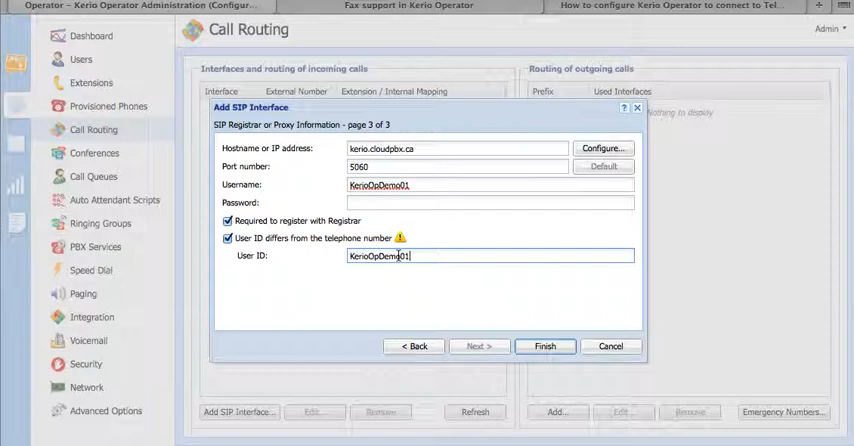 Operator – Kerio Operator Administration (Configur...
Fax support in Kerio Operator
How to configure Kerio Operator to connect to Tel...
Dashboard
Users
Extensions
Provisioned Phones
Call Routing
Conferences
Call Queues
Auto Attendant Scripts
Ringing Groups
PBX Services
Speed Dial
Paging
Integration
Voicemail
Security
Network
Advanced Options
Call Routing
Admin
Interfaces and routing of incoming calls
Interface External Number Extension / Internal Mapping
Routing of outgoing calls
Prefix Used Interfaces
Nothing to display
Add SIP Interface
SIP Registrar or Proxy Information - page 3 of 3
Hostname or IP address: kerio.cloudpbx.ca Configure...
Port number: 5060 Default
Username: KerioOpDemo01
Password:
Required to register with Registrar
User ID differs from the telephone number
User ID: KerioOpDemo01
< Back Next > Finish Cancel
Add SIP Interface... Edit... Remove Refresh
Add... Edit... Remove Emergency Numbers...